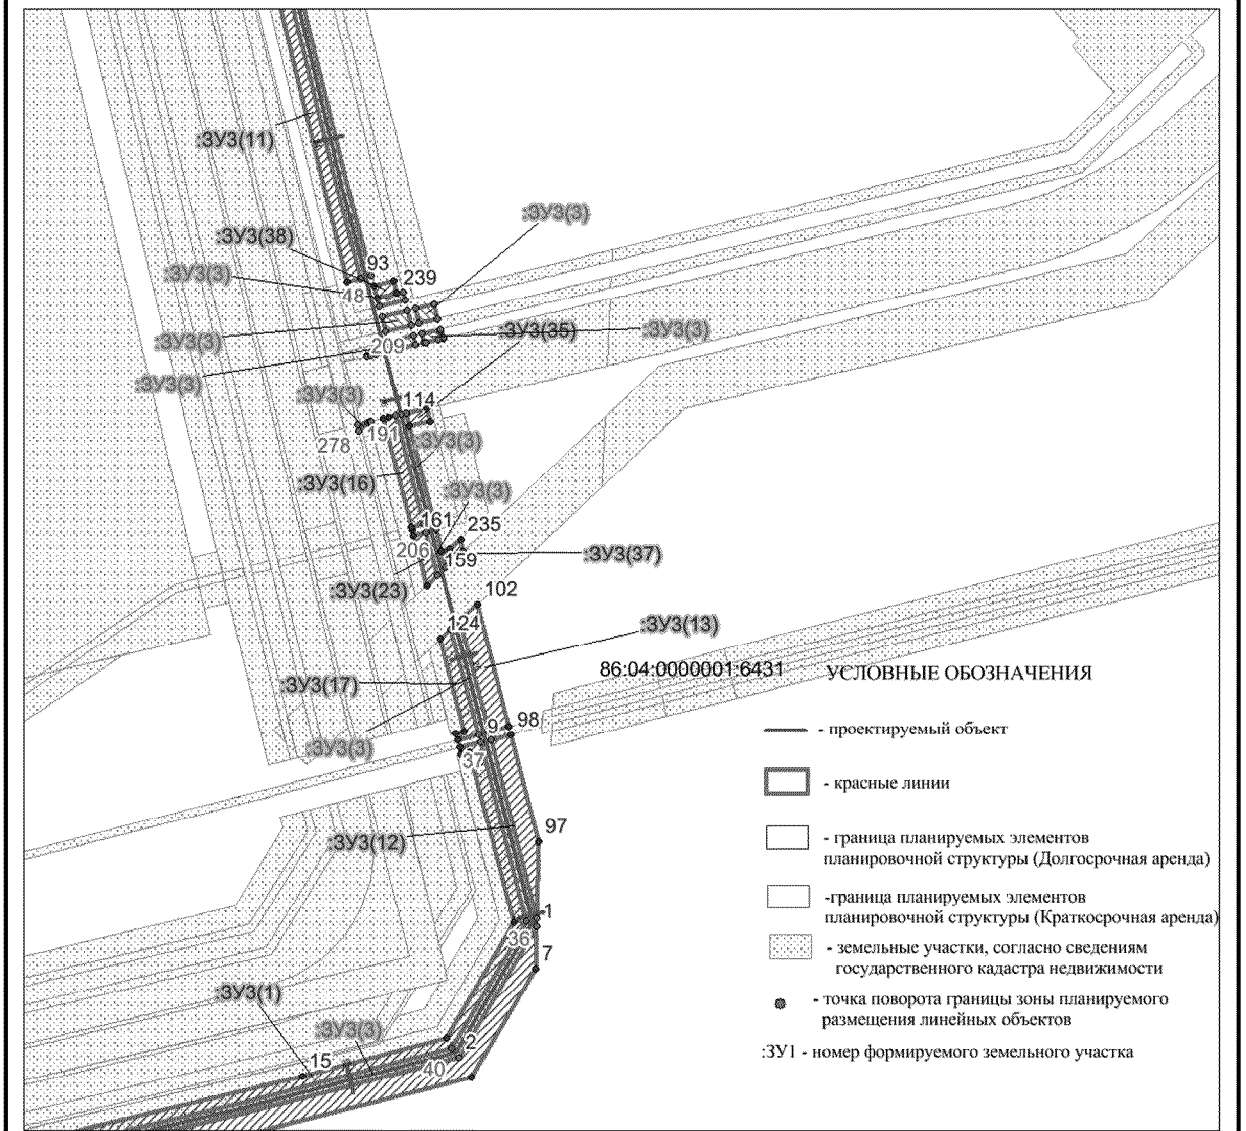 :ЗУ3(11)
:ЗУ3(3)
:ЗУ3(38)
93
:ЗУ3(3)
239
48
:ЗУ3(35)
:ЗУ3(3)
:ЗУ3(3)
209
:ЗУ3(3)
:ЗУ3(3)
114
191
278
:ЗУ3(3)
:ЗУ3(16)
:ЗУ3(3)
161
235
206
159
:ЗУ3(37)
:ЗУ3(23)
102
124
:ЗУ3(13)
86:04:0000001:6431
УСЛОВНЫЕ ОБОЗНАЧЕНИЯ
:ЗУ3(17)
98
9
- проектируемый объект
:ЗУ3(3)
37
- красные линии
97
:ЗУ3(12)
- граница планируемых элементов
планировочной структуры (Долгосрочная аренда)
-граница планируемых элементов
планировочной структуры (Краткосрочная аренда)
1
36
- земельные участки, согласно сведениям
государственного кадастра недвижимости
7
:ЗУ3(1)
- точка поворота границы зоны планируемого
размещения линейных объектов
:ЗУ3(3)
2
:ЗУ1 - номер формируемого земельного участка
15
40